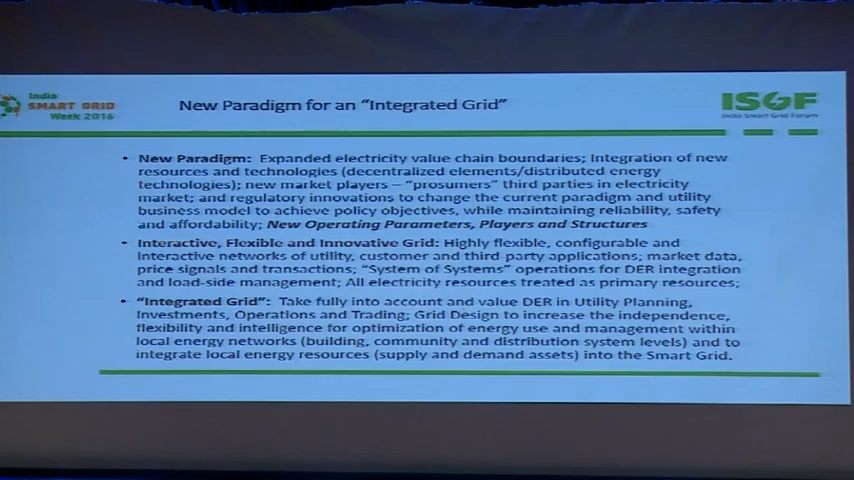 India
SMART GRID
Week 2016
New Paradigm for an "Integrated Grid"
ISGF
India Smart Grid Forum
• New Paradigm: Expanded electricity value chain boundaries; Integration of new
resources and technologies (decentralized elements/distributed energy
technologies); new market players – "prosumers" third parties in electricity
market; and regulatory innovations to change the current paradigm and utility
business model to achieve policy objectives, while maintaining reliability, safety
and affordability; New Operating Parameters, Players and Structures
• Interactive, Flexible and Innovative Grid: Highly flexible, configurable and
interactive networks of utility, customer and third party applications; market data,
price signals and transactions; "System of Systems" operations for DER integration
and load-side management; All electricity resources treated as primary resources;
• "Integrated Grid": Take fully into account and value DER in Utility Planning,
Investments, Operations and Trading; Grid Design to increase the independence,
flexibility and intelligence for optimization of energy use and management within
local energy networks (building, community and distribution system levels) and to
integrate local energy resources (supply and demand assets) into the Smart Grid.